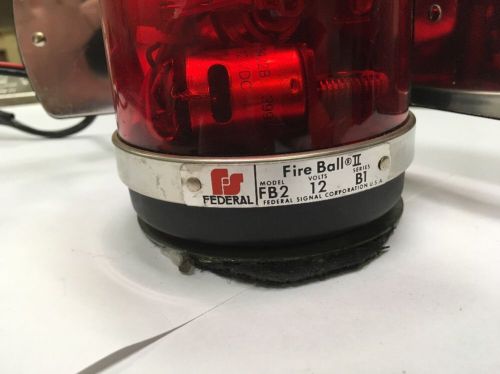 Fire Ball® II
MODEL VOLTS SERIES
FB2 12 B1
FEDERAL
FEDERAL SIGNAL CORPORATION U.S.A.